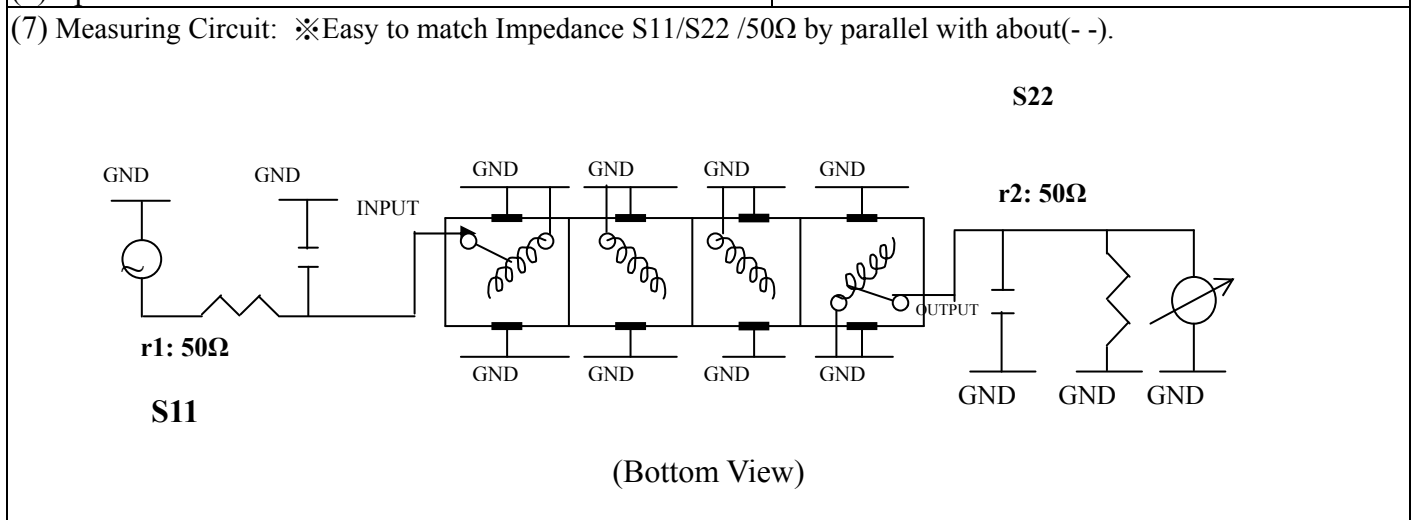 (7) Measuring Circuit: ※Easy to match Impedance S11/S22 /50Ω by parallel with about(- -).
S22
GND GND GND GND GND GND
r2: 50Ω
INPUT
OUTPUT
r1: 50Ω
GND GND GND GND
GND GND GND
S11
(Bottom View)